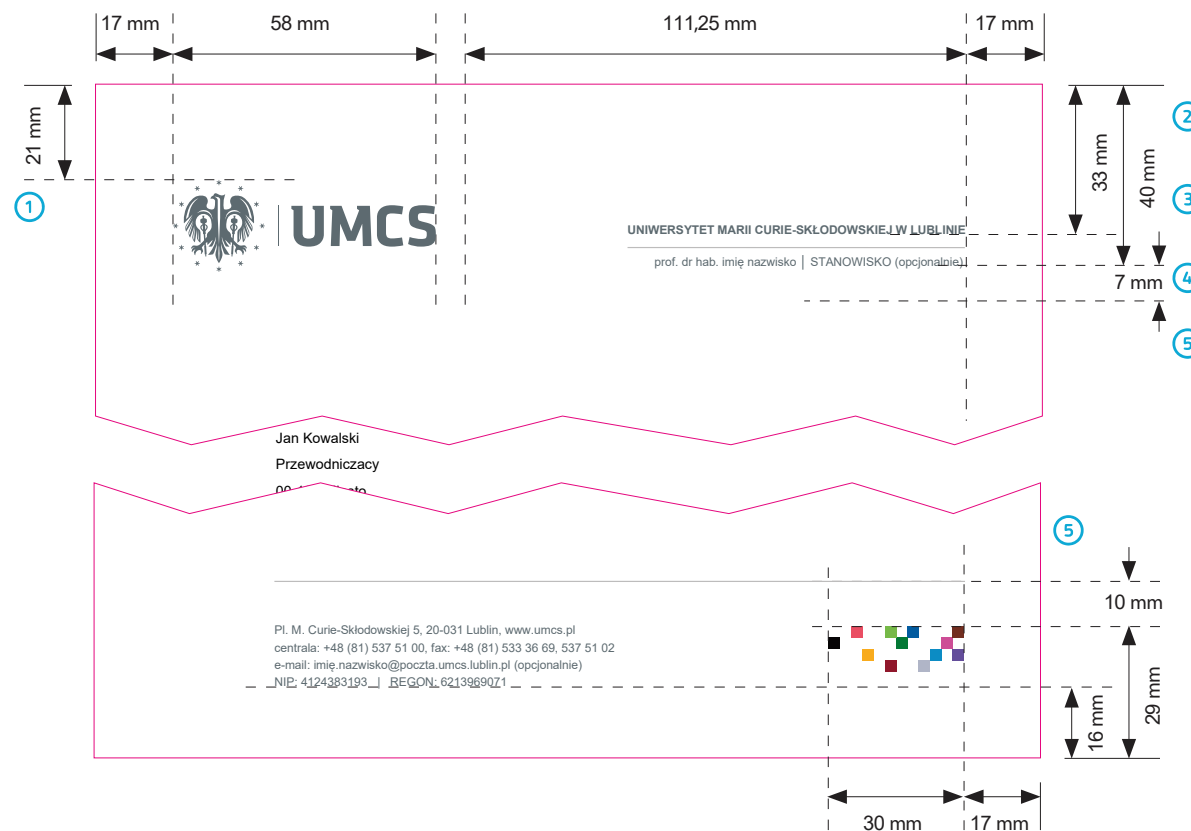 17 mm 58 mm 111,25 mm 17 mm
21 mm
33 mm
40 mm
2
3
1
UMCS
UNIWERSYTET MARII CURIE-SKŁODOWSKIEJ W LUBLINIE
prof. dr hab. imię nazwisko | STANOWISKO (opcjonalnie)
4
7 mm
5
Jan Kowalski
Przewodniczacy
5
10 mm
Pl. M. Curie-Skłodowskiej 5, 20-031 Lublin, www.umcs.pl
centrala: +48 (81) 537 51 00, fax: +48 (81) 533 36 69, 537 51 02
e-mail: imię.nazwisko@poczta.umcs.lublin.pl (opcjonalnie)
NIP: 4124383193 | REGON: 6213969071
29 mm
16 mm
30 mm 17 mm